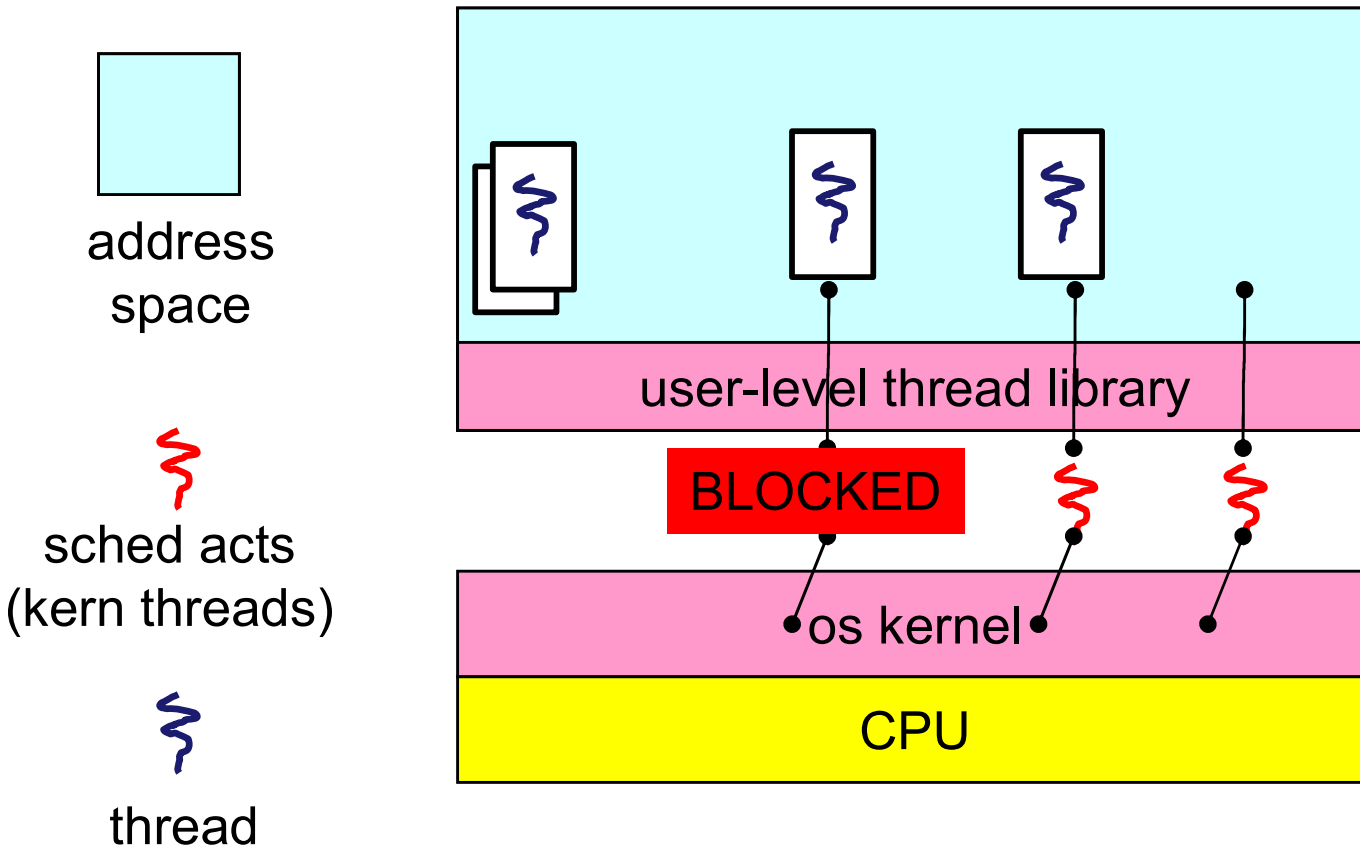 address
space
sched acts
(kern threads)
thread
user-level thread library
BLOCKED
os kernel
CPU